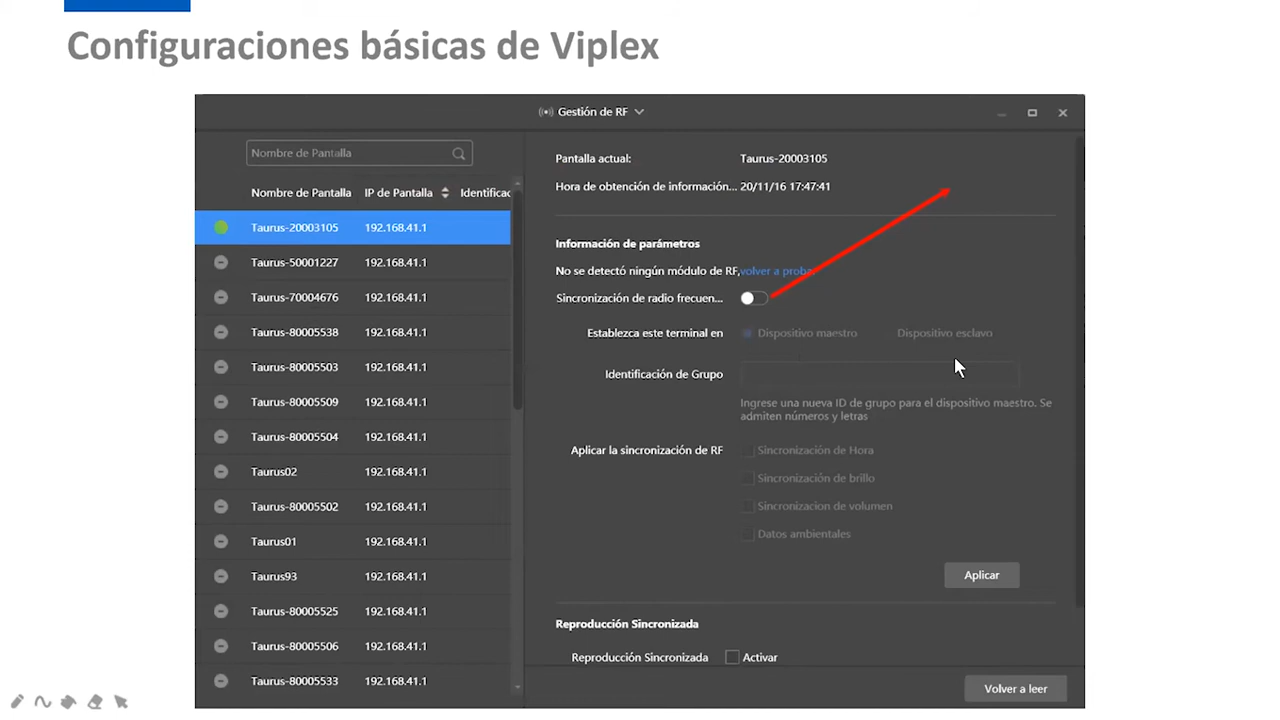 Configuraciones básicas de Viplex
Gestión de RF
Nombre de Pantalla
Nombre de Pantalla IP de Pantalla Identificac
Taurus-20003105 192.168.41.1
Taurus-50001227 192.168.41.1
Taurus-70004676 192.168.41.1
Taurus-80005538 192.168.41.1
Taurus-80005503 192.168.41.1
Taurus-80005509 192.168.41.1
Taurus-80005504 192.168.41.1
Taurus02 192.168.41.1
Taurus-80005502 192.168.41.1
Taurus01 192.168.41.1
Taurus93 192.168.41.1
Taurus-80005525 192.168.41.1
Taurus-80005506 192.168.41.1
Taurus-80005533 192.168.41.1
Pantalla actual: Taurus-20003105
Hora de obtención de información... 20/11/16 17:47:41
Información de parámetros
No se detectó ningún módulo de RF, volver a probar
Sincronización de radio frecuen...
Establezca este terminal en Dispositivo maestro Dispositivo esclavo
Identificación de Grupo
Ingrese una nueva ID de grupo para el dispositivo maestro. Se
admiten números y letras
Aplicar la sincronización de RF Sincronización de Hora
Sincronización de brillo
Sincronizacion de volumen
Datos ambientales
Aplicar
Reproducción Sincronizada
Reproducción Sincronizada Activar
Volver a leer